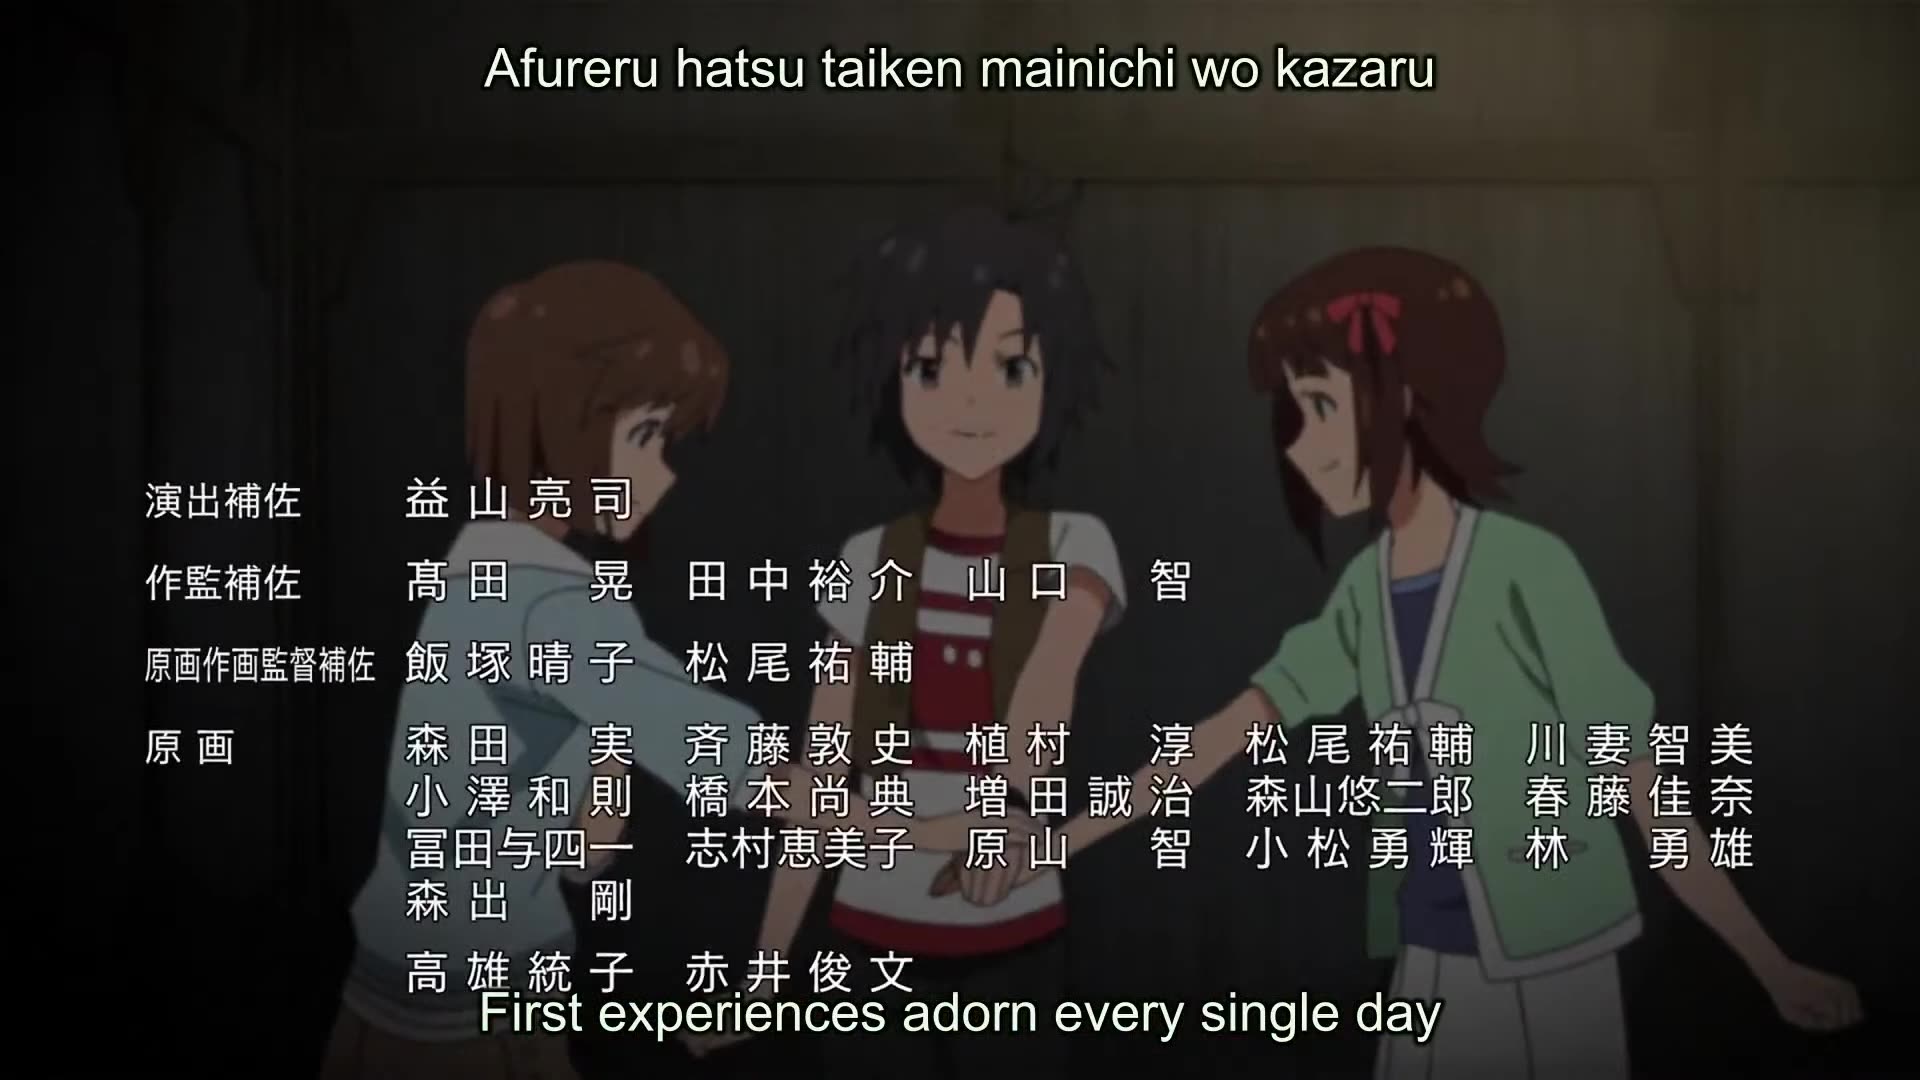 Afureru hatsu taiken mainichi wo kazaru
演出補佐 益山亮司
作監補佐 髙田 晃 田中裕介 山口 智
原画作画監督補佐 飯塚晴子 松尾祐輔
原画 森田 実 斉藤敦史 植村 淳 松尾祐輔 川妻智美
小澤和則 橋本尚典 増田誠治 森山悠二郎 春藤佳奈
冨田与四一 志村恵美子 原山 智 小松勇輝 林 勇雄
森出 剛
高雄統子 赤井俊文
First experiences adorn every single day